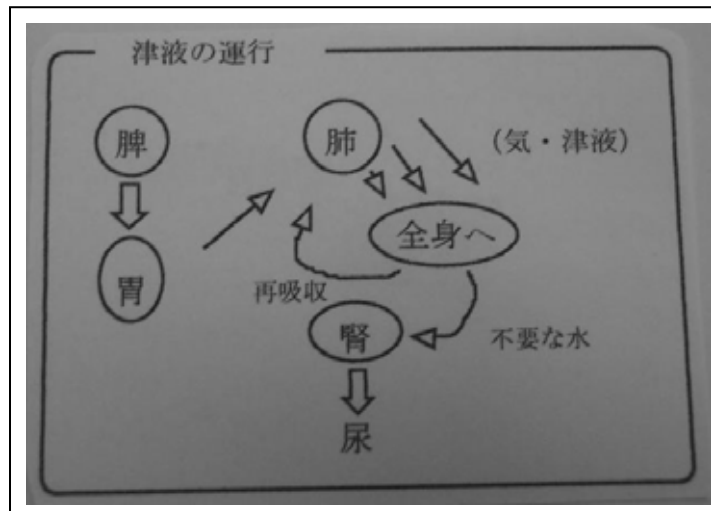 津液の運行
脾
肺
(気・津液)
全身へ
胃
再吸収
腎
不要な水
尿